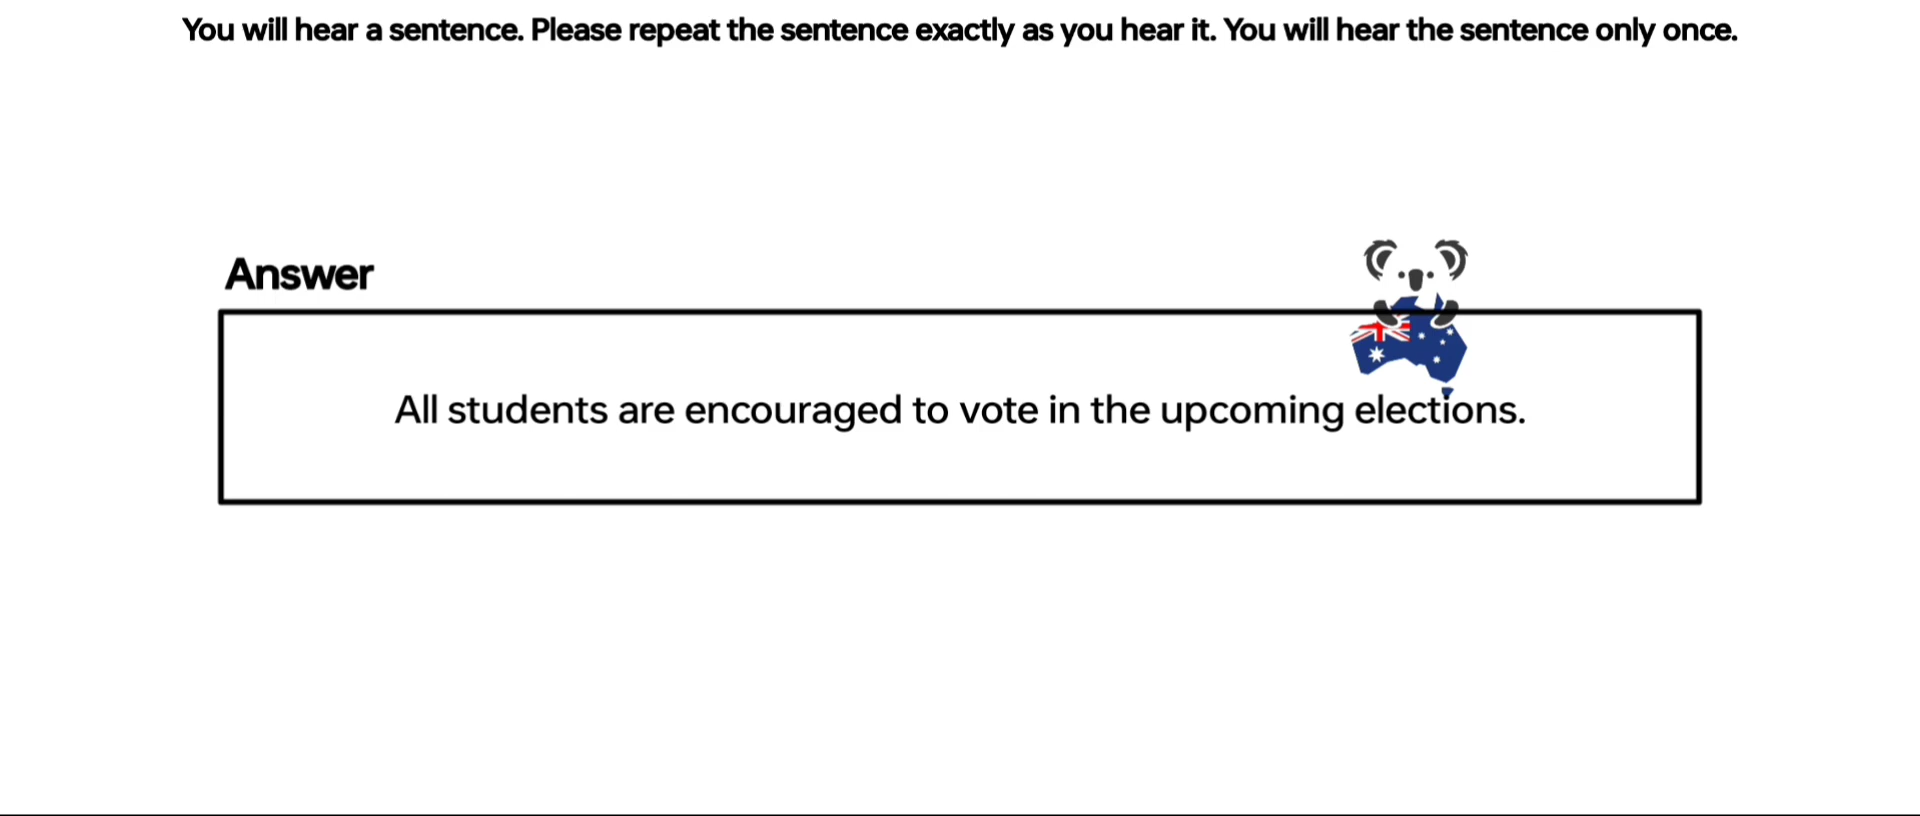 You will hear a sentence. Please repeat the sentence exactly as you hear it. You will hear the sentence only once.
Answer
All students are encouraged to vote in the upcoming elections.